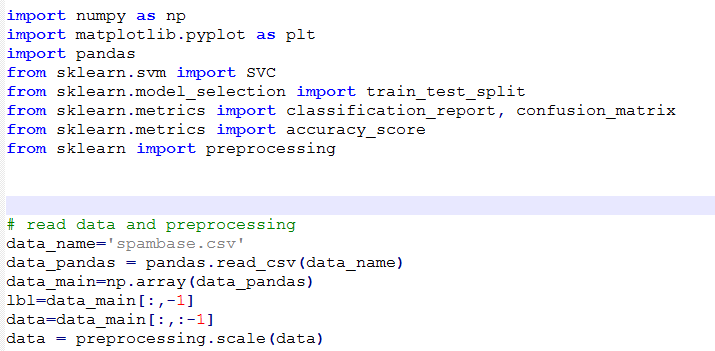 import numpy as np
import matplotlib.pyplot as plt
import pandas
from sklearn.svm import SVC
from sklearn.model_selection import train_test_split
from sklearn.metrics import classification_report, confusion_matrix
from sklearn.metrics import accuracy_score
from sklearn import preprocessing
# read data and preprocessing
data_name='spambase.csv'
data_pandas = pandas.read_csv(data_name)
data_main=np.array(data_pandas)
lbl=data_main[:,-1]
data=data_main[:,:-1]
data = preprocessing.scale(data)